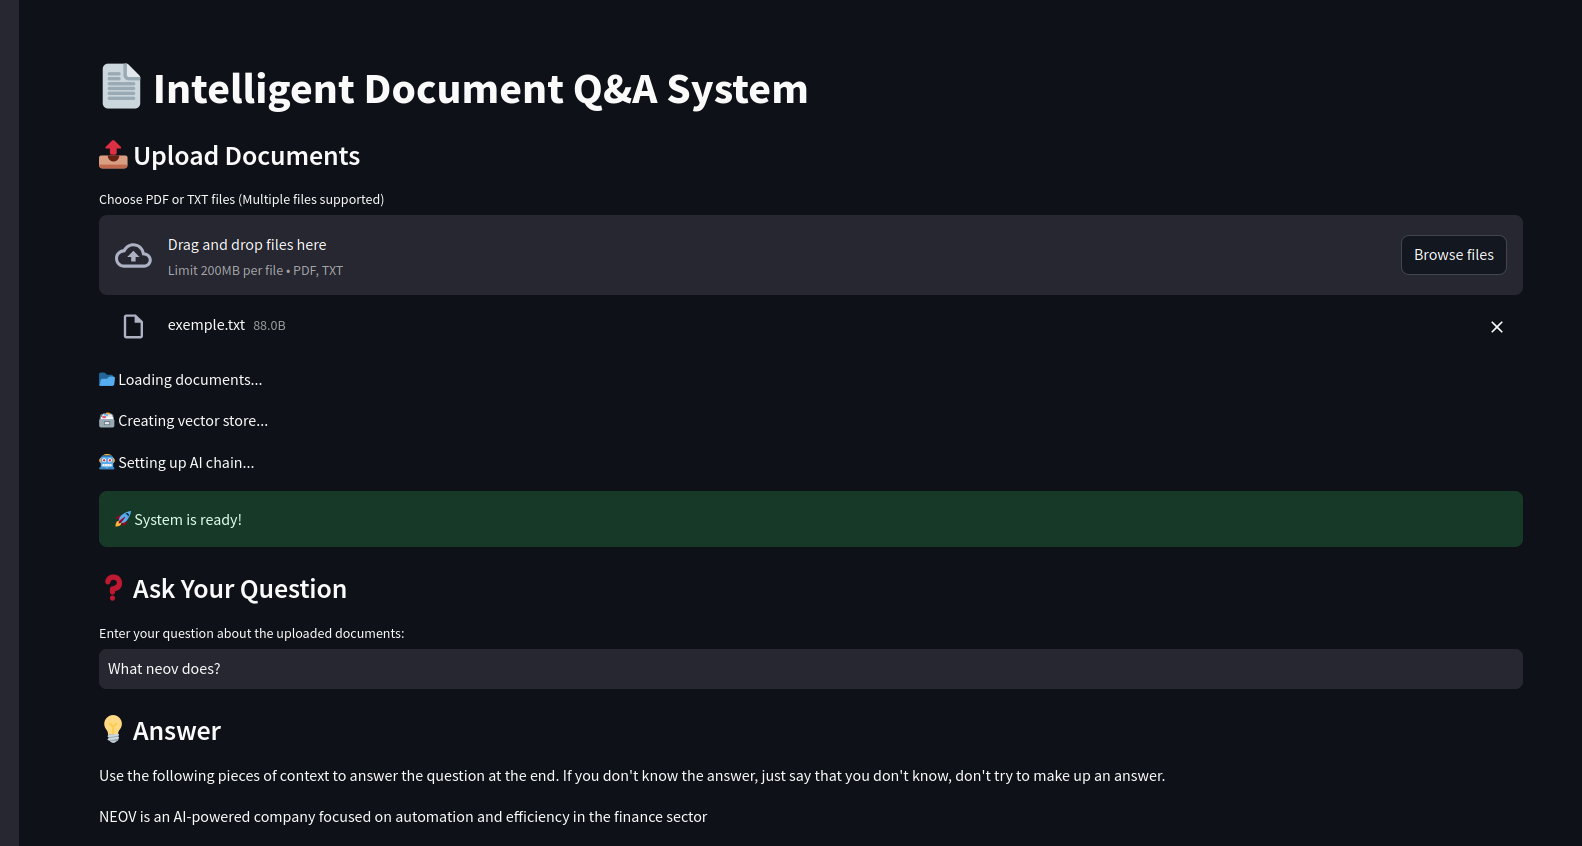 Intelligent Document Q&A System
Upload Documents
Choose PDF or TXT files (Multiple files supported)
Drag and drop files here
Limit 200MB per file • PDF, TXT
Browse files
exemple.txt 88.0B
Loading documents...
Creating vector store...
Setting up AI chain...
System is ready!
Ask Your Question
Enter your question about the uploaded documents:
What neov does?
Answer
Use the following pieces of context to answer the question at the end. If you don't know the answer, just say that you don't know, don't try to make up an answer.
NEOV is an AI-powered company focused on automation and efficiency in the finance sector